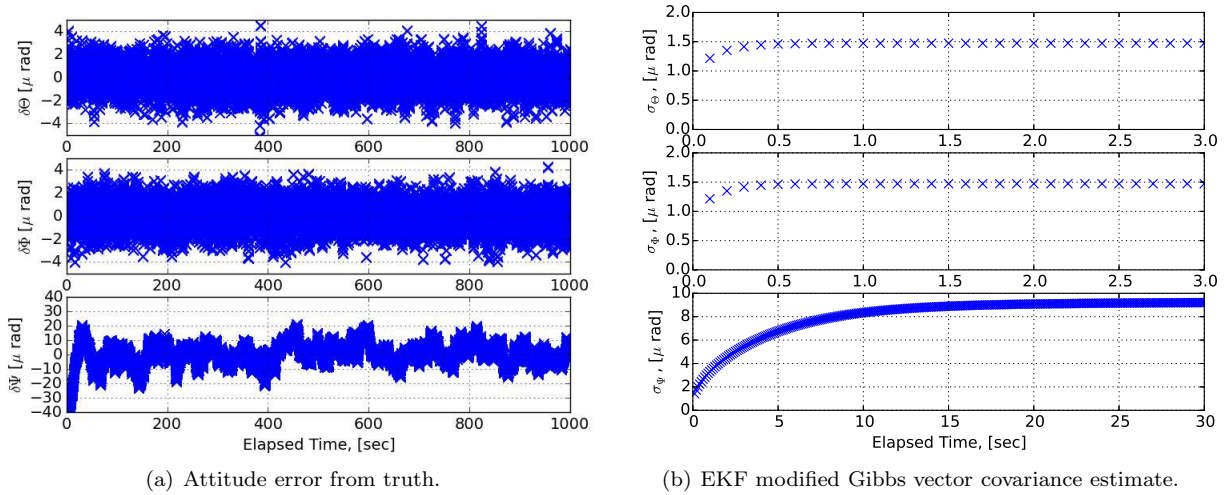 4
2
0
−2
−4
δΘ [μ rad]
0 200 400 600 800 1000
4
2
0
−2
−4
δΦ [μ rad]
0 200 400 600 800 1000
40
30
20
10
0
−10
−20
−30
−40
δΨ [μ rad]
0 200 400 600 800 1000
Elapsed Time, [sec]
(a) Attitude error from truth.
2.0
1.5
1.0
0.5
0.0
σΘ , [μ rad]
0 0.5 1.0 1.5 2.0 2.5 3.0
2.0
1.5
1.0
0.5
0.0
σΦ , [μ rad]
0 0.5 1.0 1.5 2.0 2.5 3.0
10
8
6
4
2
0
σΨ , [μ rad]
0 5 10 15 20 25 30
Elapsed Time, [sec]
(b) EKF modified Gibbs vector covariance estimate.